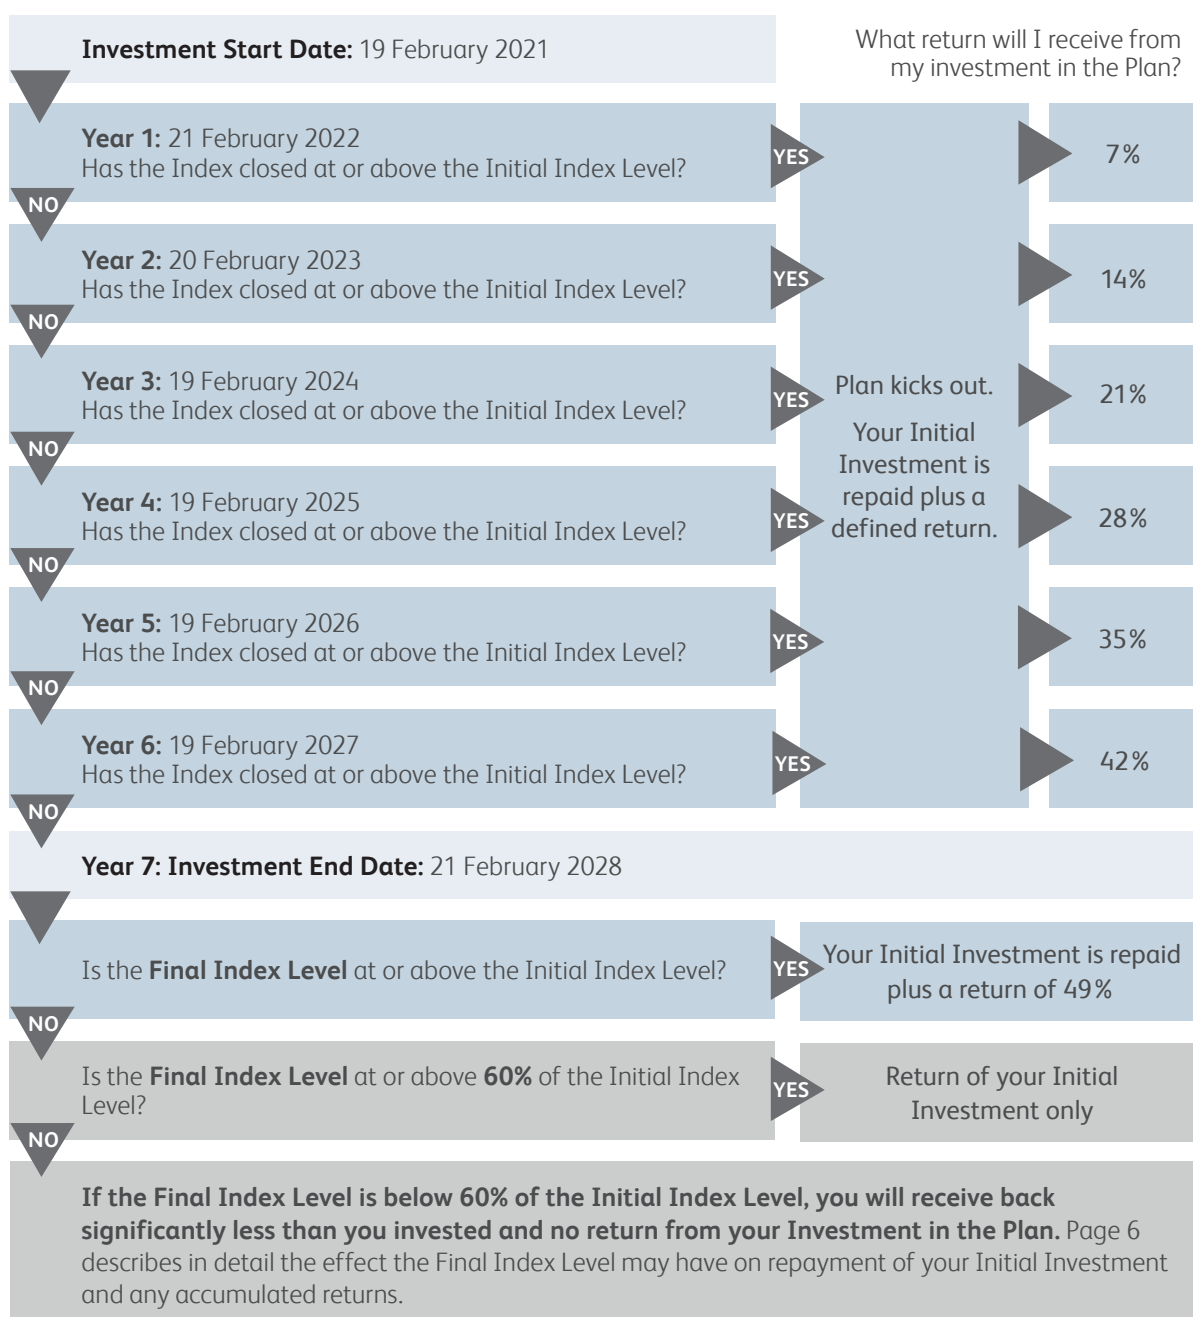 Investment Start Date: 19 February 2021
What return will I receive from
my investment in the Plan?
Year 1: 21 February 2022
Has the Index closed at or above the Initial Index Level?
YES
7%
NO
Year 2: 20 February 2023
Has the Index closed at or above the Initial Index Level?
YES
14%
NO
Year 3: 19 February 2024
Has the Index closed at or above the Initial Index Level?
YES
Plan kicks out.
Your Initial
Investment is
repaid plus a
defined return.
21%
NO
Year 4: 19 February 2025
Has the Index closed at or above the Initial Index Level?
YES
28%
NO
Year 5: 19 February 2026
Has the Index closed at or above the Initial Index Level?
YES
35%
NO
Year 6: 19 February 2027
Has the Index closed at or above the Initial Index Level?
YES
42%
NO
Year 7: Investment End Date: 21 February 2028
Is the Final Index Level at or above the Initial Index Level?
YES
Your Initial Investment is repaid
plus a return of 49%
NO
Is the Final Index Level at or above 60% of the Initial Index
Level?
YES
Return of your Initial
Investment only
NO
If the Final Index Level is below 60% of the Initial Index Level, you will receive back
significantly less than you invested and no return from your Investment in the Plan. Page 6
describes in detail the effect the Final Index Level may have on repayment of your Initial Investment
and any accumulated returns.